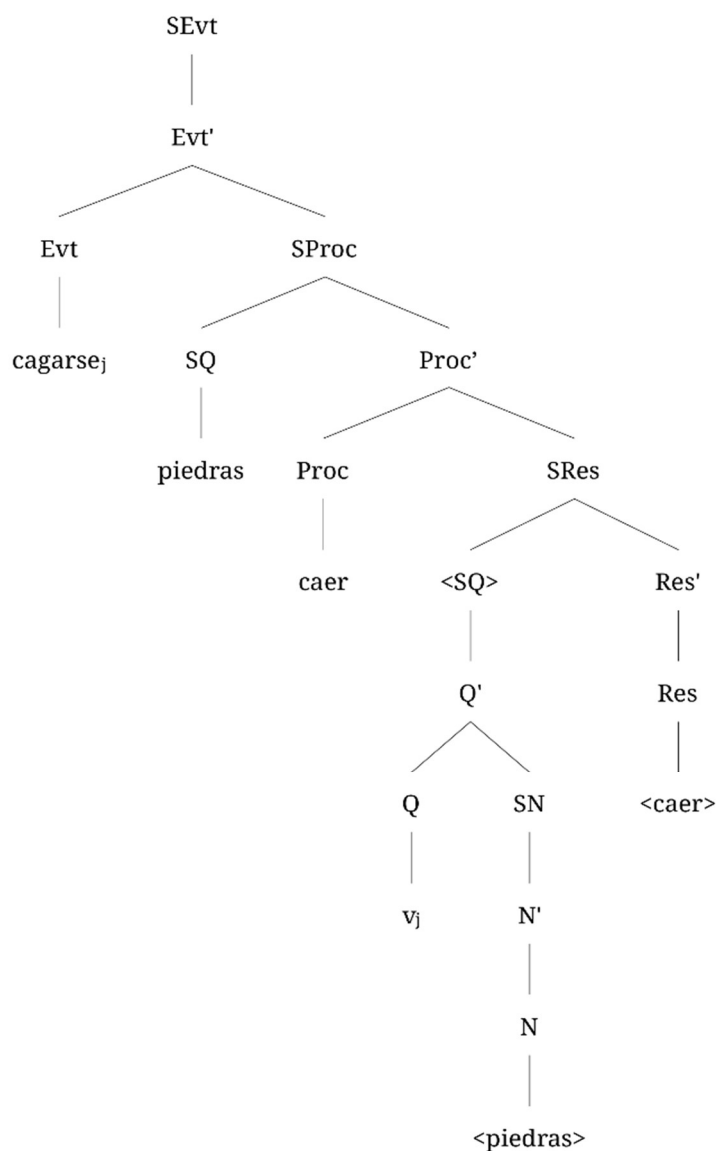 SEvt
Evt'
Evt SProc
cagarseⱼ SQ Proc’
piedras Proc SRes
caer <SQ> Res'
Q' Res
Q SN <caer>
vⱼ N'
N
<piedras>